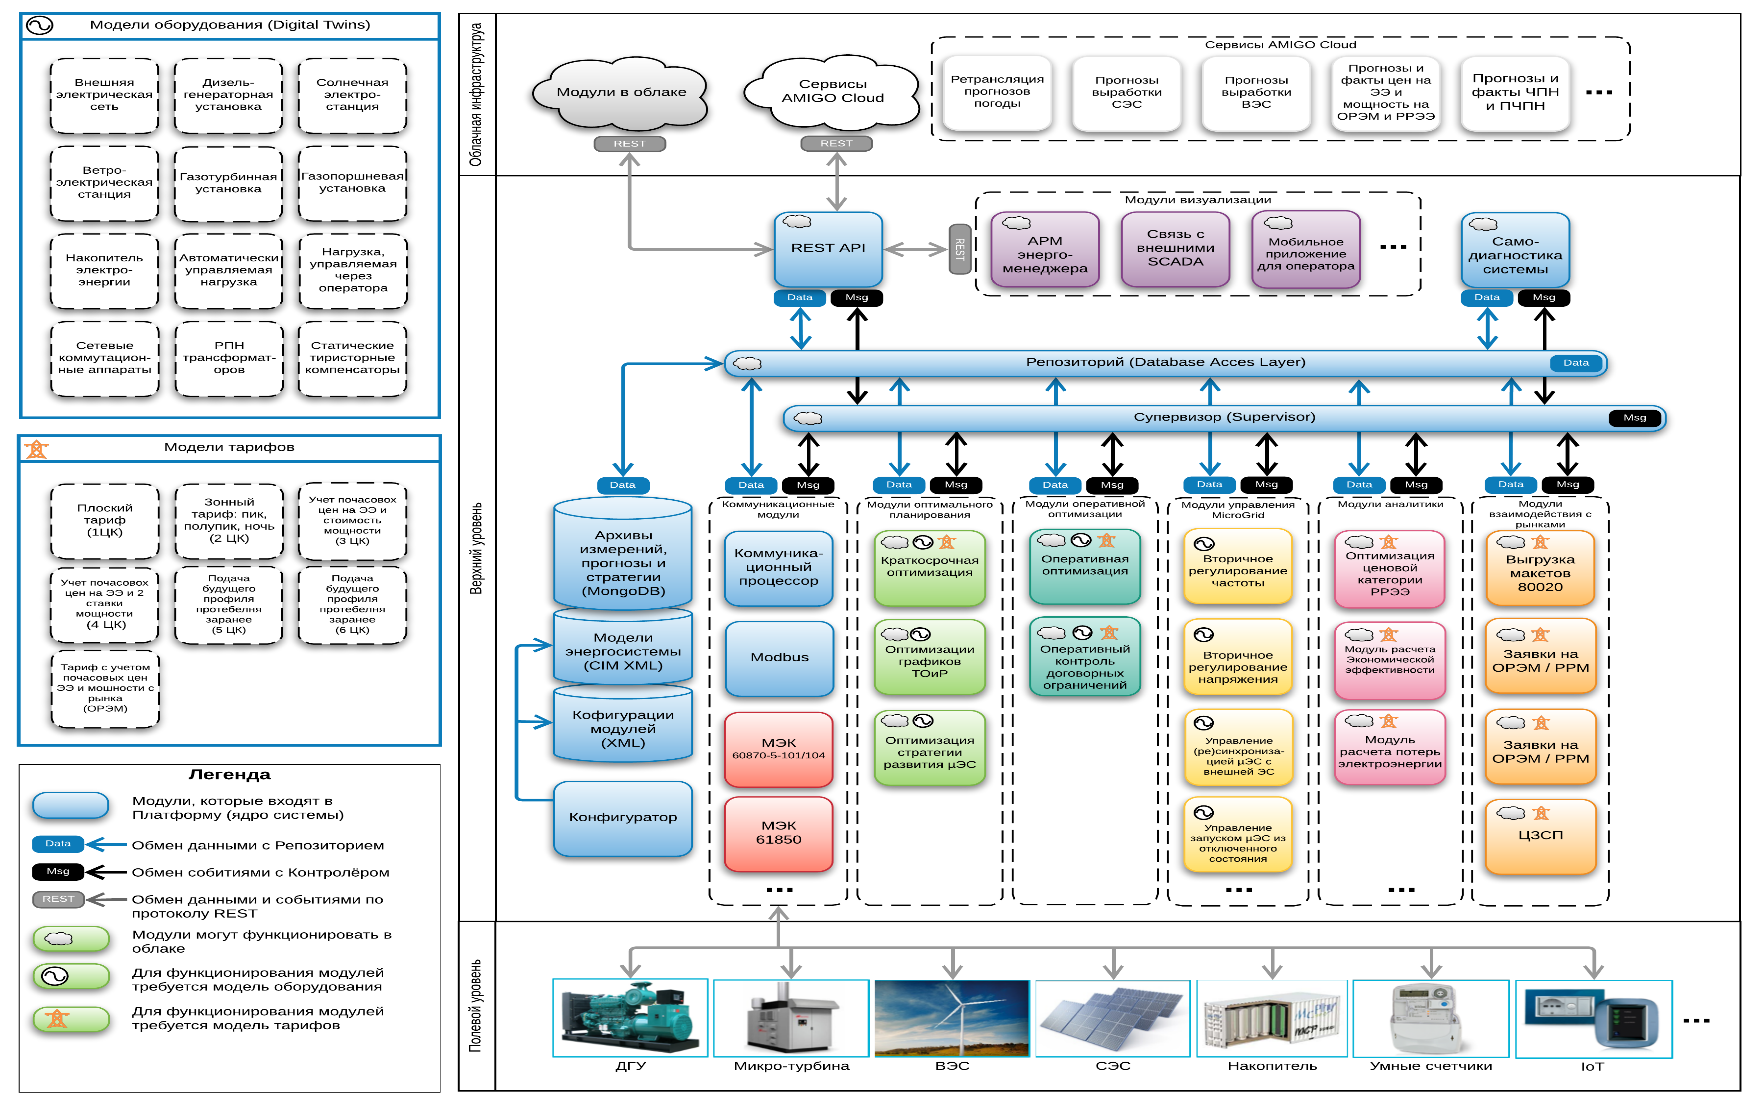 Модели оборудования (Digital Twins)
Внешняя
электрическая
сеть
Дизель-
генераторная
установка
Солнечная
электро-
станция
Ветро-
электрическая
станция
Газотурбинная
установка
Газопоршневая
установка
Накопитель
электро-
энергии
Автоматически
управляемая
нагрузка
Нагрузка,
управляемая
через
оператора
Сетевые
коммутацион-
ные аппараты
РПН
трансформат-
оров
Статические
тиристорные
компенсаторы
Модели тарифов
Плоский
тариф
(1ЦК)
Зонный
тариф: пик,
полупик, ночь
(2 ЦК)
Учет почасовых
цен на ЭЭ и
стоимость
мощности
(3 ЦК)
Учет почасовох
цен на ЭЭ и 2
ставки
мощности
(4 ЦК)
Подача
будущего
профиля
протебелня
заранее
(5 ЦК)
Подача
будущего
профиля
протебелня
заранее
(6 ЦК)
Тариф с учетом
почасовых цен
ЭЭ и мошности с
рынка
(ОРЭМ)
Легенда
Модули, которые входят в
Платформу (ядро системы)
Data
Обмен данными с Репозиторием
Msg
Обмен собитиями с Контролёром
REST
Обмен данными и событиями по
протоколу REST
Модули могут функционировать в
облаке
Для функционирования модулей
требуется модель оборудования
Для функционирования модулей
требуется модель тарифов
Облачная инфраструктруа
Модули в облаке
REST
Сервисы
AMIGO Cloud
REST
Сервисы AMIGO Cloud
Ретрансляция
прогнозов
погоды
Прогнозы
выработки
СЭС
Прогнозы
выработки
ВЭС
Прогнозы и
факты цен на
ЭЭ и
мощность на
ОРЭМ и РРЭЭ
Прогнозы и
факты ЧПН
и ПЧПН
...
Верхний уровень
REST API
Data
Msg
REST
Модули визуализации
АРМ
энерго-
менеджера
Связь с
внешними
SCADA
Мобильное
приложение
для оператора
...
Само-
диагностика
системы
Data
Msg
Репозиторий (Database Acces Layer)
Data
Супервизор (Supervisor)
Msg
Data
Архивы
измерений,
прогнозы и
стратегии
(MongoDB)
Модели
энергосистемы
(CIM XML)
Кофигурации
модулей
(XML)
Конфигуратор
Data
Msg
Коммуникационные
модули
Коммуника-
ционный
процессор
Modbus
МЭК
60870-5-101/104
МЭК
61850
...
Data
Msg
Модули оптимального
планирования
Краткосрочная
оптимизация
Оптимизации
графиков
ТОиР
Оптимизация
стратегии
развития μЭС
Data
Msg
Модули оперативной
оптимизации
Оперативная
оптимизация
Оперативный
контроль
договорных
ограничений
Data
Msg
Модули управления
MicroGrid
Вторичное
регулирование
частоты
Вторичное
регулирование
напряжения
Управление
(ре)синхрониза-
цией μЭС с
внешней ЭС
Управление
запуском μЭС из
отключенного
состояния
...
Data
Msg
Модули аналитики
Оптимизация
ценовой
категории
РРЭЭ
Модуль расчета
Экономической
эффективности
Модуль
расчета потерь
электроэнергии
...
Data
Msg
Модули
взаимодействия с
рынками
Выгрузка
макетов
80020
Заявки на
ОРЭМ / РРМ
Заявки на
ОРЭМ / РРМ
ЦЗСП
Полевой уровень
ДГУ
Микро-турбина
ВЭС
СЭС
Накопитель
Умные счетчики
IoT
...